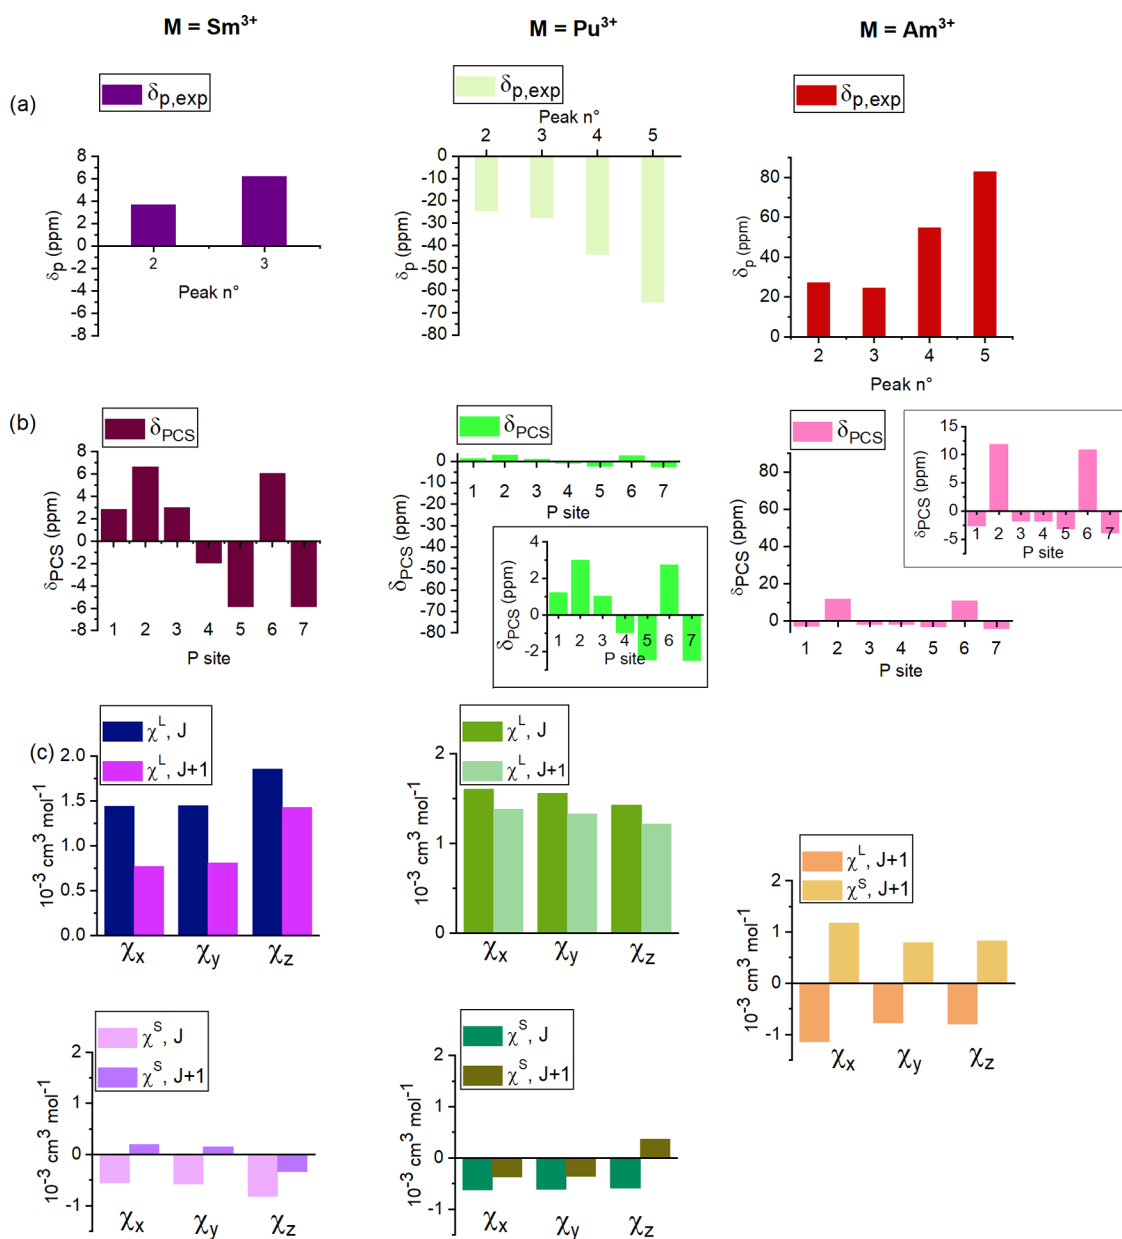 M = Sm³⁺
M = Pu³⁺
M = Am³⁺
(a)
δp,exp
8
6
4
2
0
-2
-4
-6
-8
δp (ppm)
2
3
Peak n°
δp,exp
Peak n°
2
3
4
5
0
-10
-20
-30
-40
-50
-60
-70
-80
δp (ppm)
δp,exp
80
60
40
20
0
δp (ppm)
2
3
4
5
Peak n°
(b)
δPCS
8
6
4
2
0
-2
-4
-6
-8
δPCS (ppm)
1
2
3
4
5
6
7
P site
δPCS
0
-10
-20
-30
-40
-50
-60
-70
-80
δPCS (ppm)
1
2
3
4
5
6
7
P site
4
2
0
-2
δPCS (ppm)
1
2
3
4
5
6
7
P site
δPCS
80
60
40
20
0
δPCS (ppm)
1
2
3
4
5
6
7
P site
15
10
5
0
-5
δPCS (ppm)
1
2
3
4
5
6
7
P site
(c)
χᴸ, J
χᴸ, J+1
2.0
1.5
1.0
0.5
0.0
10⁻³ cm³ mol⁻¹
χx
χy
χz
χᴸ, J
χᴸ, J+1
2
1
0
10⁻³ cm³ mol⁻¹
χx
χy
χz
χᴸ, J+1
χˢ, J+1
2
1
0
-1
10⁻³ cm³ mol⁻¹
χx
χy
χz
χˢ, J
χˢ, J+1
2
1
0
-1
10⁻³ cm³ mol⁻¹
χx
χy
χz
χˢ, J
χˢ, J+1
2
1
0
-1
10⁻³ cm³ mol⁻¹
χx
χy
χz